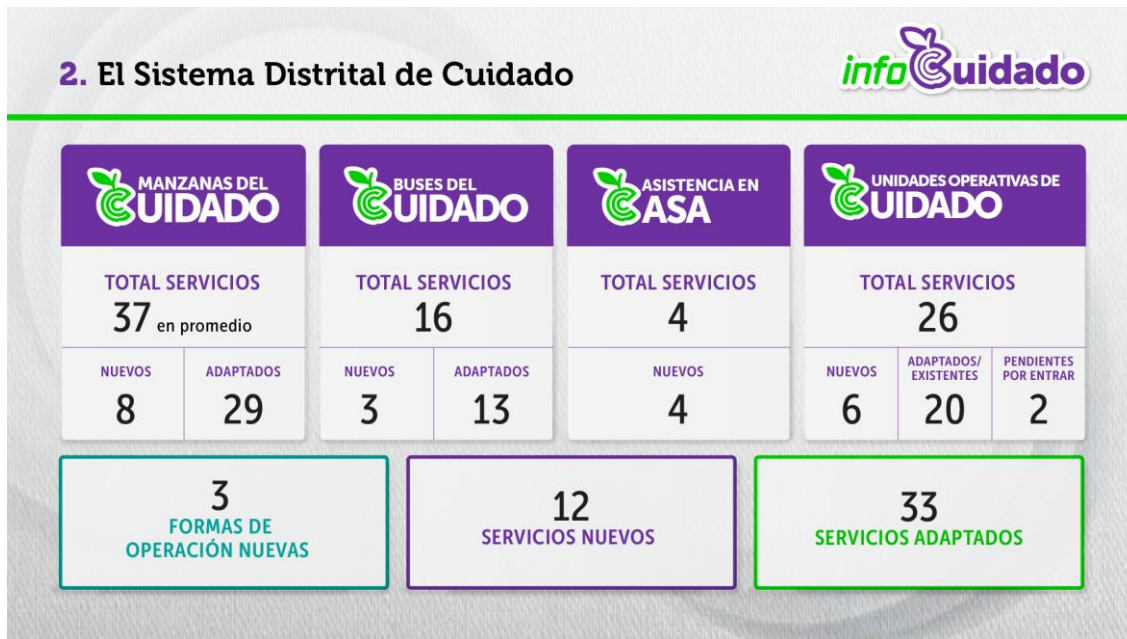 2. El Sistema Distrital de Cuidado
infoCuidado
MANZANAS DEL
CUIDADO
TOTAL SERVICIOS
37 en promedio
NUEVOS
8
ADAPTADOS
29
BUSES DEL
CUIDADO
TOTAL SERVICIOS
16
NUEVOS
3
ADAPTADOS
13
ASISTENCIA EN
CASA
TOTAL SERVICIOS
4
NUEVOS
4
UNIDADES OPERATIVAS DE
CUIDADO
TOTAL SERVICIOS
26
NUEVOS
6
ADAPTADOS/
EXISTENTES
20
PENDIENTES
POR ENTRAR
2
3
FORMAS DE
OPERACIÓN NUEVAS
12
SERVICIOS NUEVOS
33
SERVICIOS ADAPTADOS